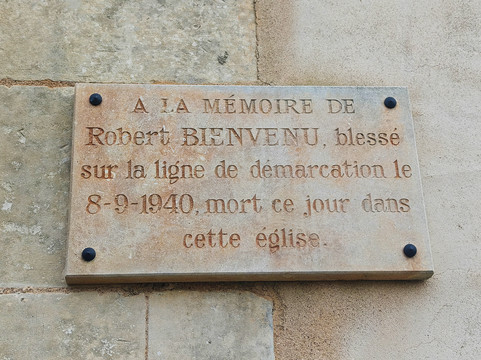 A LA MÉMOIRE DE
Robert BIENVENU, blessé
sur la ligne de démarcation le
8-9-1940, mort ce jour dans
cette église.